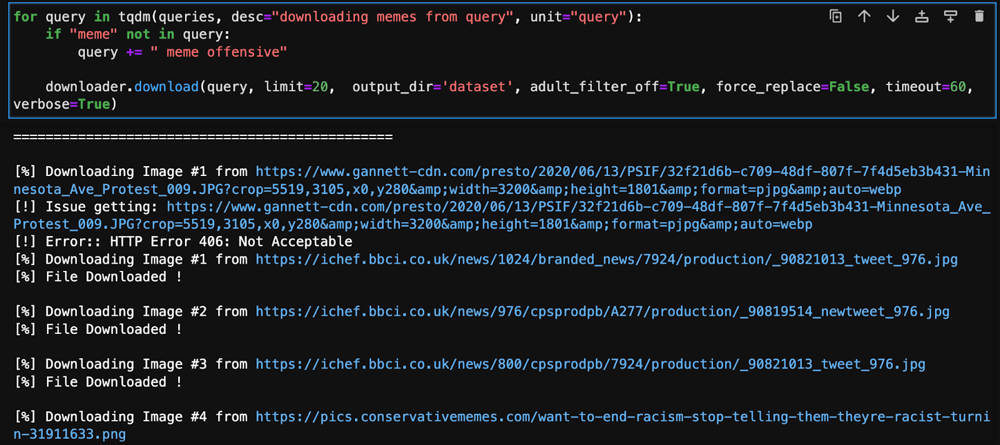 for query in tqdm(queries, desc="downloading memes from query", unit="query"):
    if "meme" not in query:
        query += " meme offensive"
    downloader.download(query, limit=20,  output_dir='dataset', adult_filter_off=True, force_replace=False, timeout=60,
verbose=True)
===============================================
[%] Downloading Image #1 from https://www.gannett-cdn.com/presto/2020/06/13/PSIF/32f21d6b-c709-48df-807f-7f4d5eb3b431-Min
nesota_Ave_Protest_009.JPG?crop=5519,3105,x0,y280&amp;width=3200&amp;height=1801&amp;format=pjpg&amp;auto=webp
[!] Issue getting: https://www.gannett-cdn.com/presto/2020/06/13/PSIF/32f21d6b-c709-48df-807f-7f4d5eb3b431-Minnesota_Ave_
Protest_009.JPG?crop=5519,3105,x0,y280&amp;width=3200&amp;height=1801&amp;format=pjpg&amp;auto=webp
[!] Error:: HTTP Error 406: Not Acceptable
[%] Downloading Image #1 from https://ichef.bbci.co.uk/news/1024/branded_news/7924/production/_90821013_tweet_976.jpg
[%] File Downloaded !
[%] Downloading Image #2 from https://ichef.bbci.co.uk/news/976/cpsprodpb/A277/production/_90819514_newtweet_976.jpg
[%] File Downloaded !
[%] Downloading Image #3 from https://ichef.bbci.co.uk/news/800/cpsprodpb/7924/production/_90821013_tweet_976.jpg
[%] File Downloaded !
[%] Downloading Image #4 from https://pics.conservativememes.com/want-to-end-racism-stop-telling-them-theyre-racist-turni
n-31911633.png